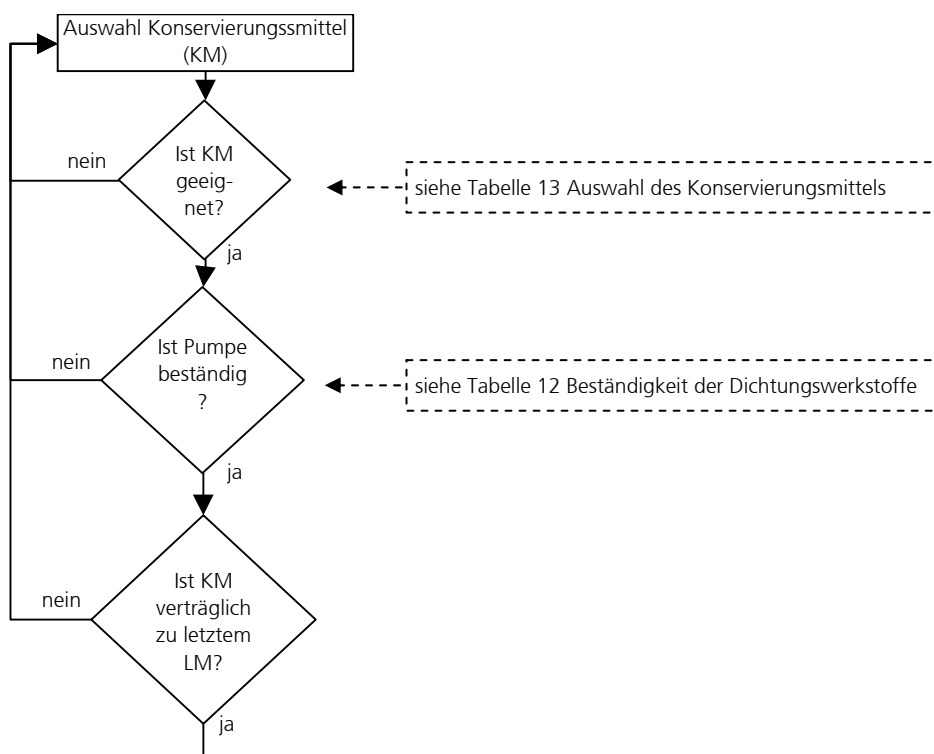 Auswahl Konservierungssmittel
(KM)
nein
Ist KM
geeig-
net?
siehe Tabelle 13 Auswahl des Konservierungsmittels
ja
nein
Ist Pumpe
beständig
?
siehe Tabelle 12 Beständigkeit der Dichtungswerkstoffe
ja
nein
Ist KM
verträglich
zu letztem
LM?
ja